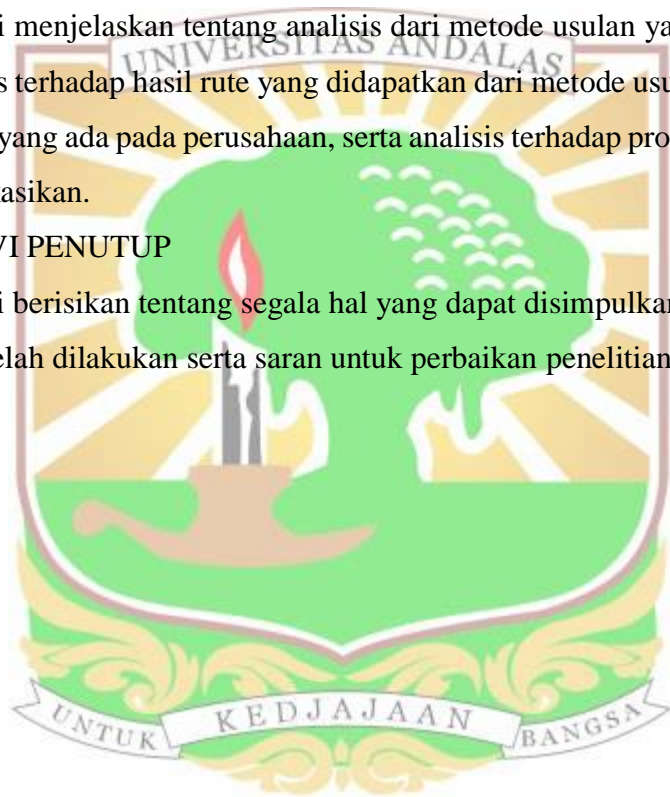 i menjelaskan tentang analisis dari metode usulan ya
UNIVERSITAS ANDALAS
s terhadap hasil rute yang didapatkan dari metode usu
yang ada pada perusahaan, serta analisis terhadap pro
asikan.
VI PENUTUP
i berisikan tentang segala hal yang dapat disimpulkan
elah dilakukan serta saran untuk perbaikan penelitian
UNTUK KEDJAJAAN BANGSA